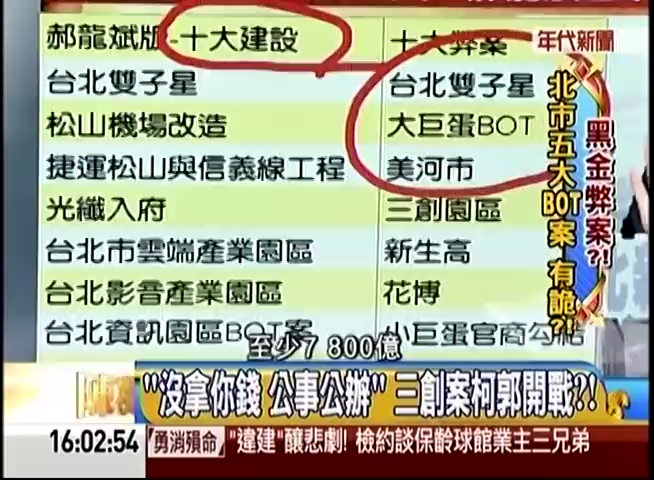 郝龍斌版-十大建設 十大弊案
台北雙子星 台北雙子星
松山機場改造 大巨蛋BOT
捷運松山與信義線工程 美河市
光纖入府 三創園區
台北市雲端產業園區 新生高
台北影音產業園區 花博
台北資訊園區BOT案 小巨蛋官商勾結
年代新聞
黑金弊案?!
北市五大BOT案 有詭?!
至少7 800億
"沒拿你錢 公事公辦" 三創案柯郭開戰?!
16:02:54 勇消殞命 "違建"釀悲劇! 檢約談保齡球館業主三兄弟